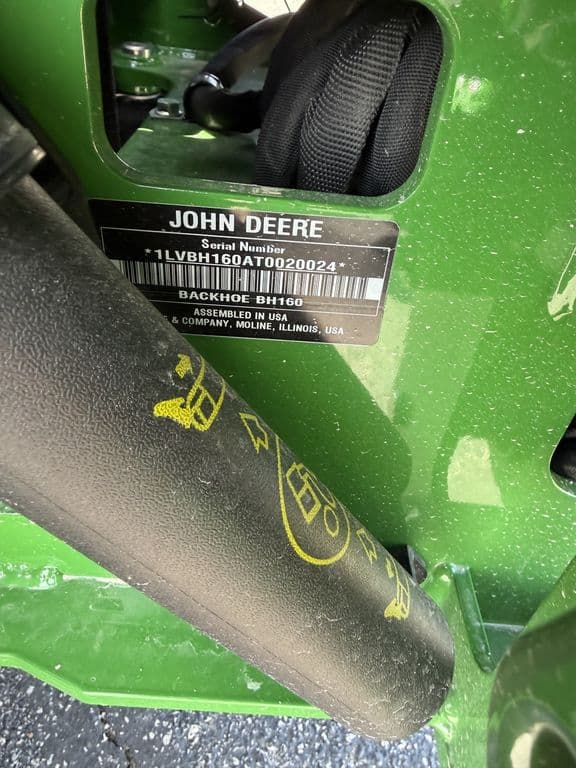 JOHN DEERE
Serial Number
*1LVBH160AT0020024*
BACKHOE BH160
ASSEMBLED IN USA
& COMPANY, MOLINE, ILLINOIS, USA